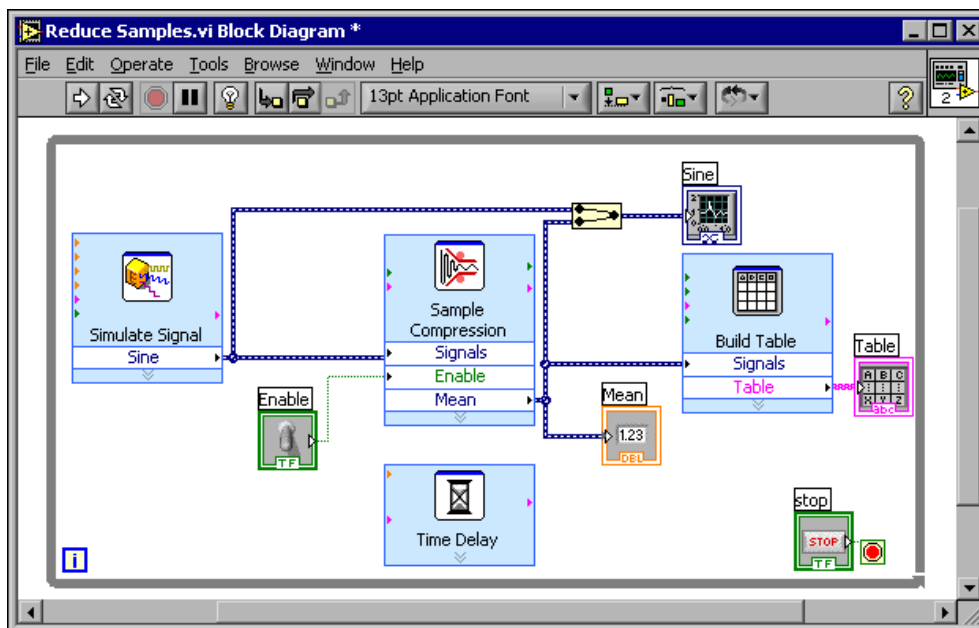 Reduce Samples.vi Block Diagram *
File Edit Operate Tools Browse Window Help
13pt Application Font
?
2
Sine
Simulate Signal
Sine
Sample
Compression
Signals
Enable
Mean
Build Table
Signals
Table
Table
A B C
X Y Z
abc
Enable
TF
Mean
1.23
DBL
Time Delay
stop
STOP
TF
i